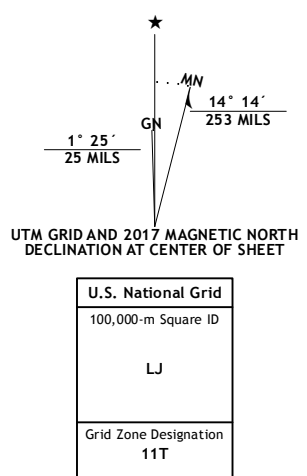 ★
MN
GN
14° 14´
253 MILS
1° 25´
25 MILS
UTM GRID AND 2017 MAGNETIC NORTH
DECLINATION AT CENTER OF SHEET
U.S. National Grid
100,000-m Square ID
LJ
Grid Zone Designation
11T